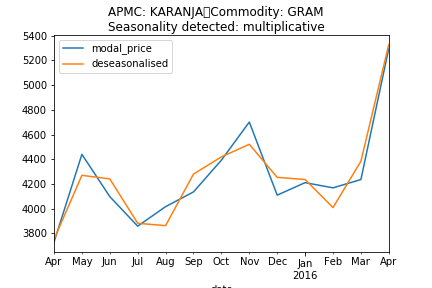 APMC: KARANJA Commodity: GRAM
Seasonality detected: multiplicative
modal_price
deseasonalised
5400
5200
5000
4800
4600
4400
4200
4000
3800
Apr May Jun Jul Aug Sep Oct Nov Dec Jan Feb Mar Apr
2016